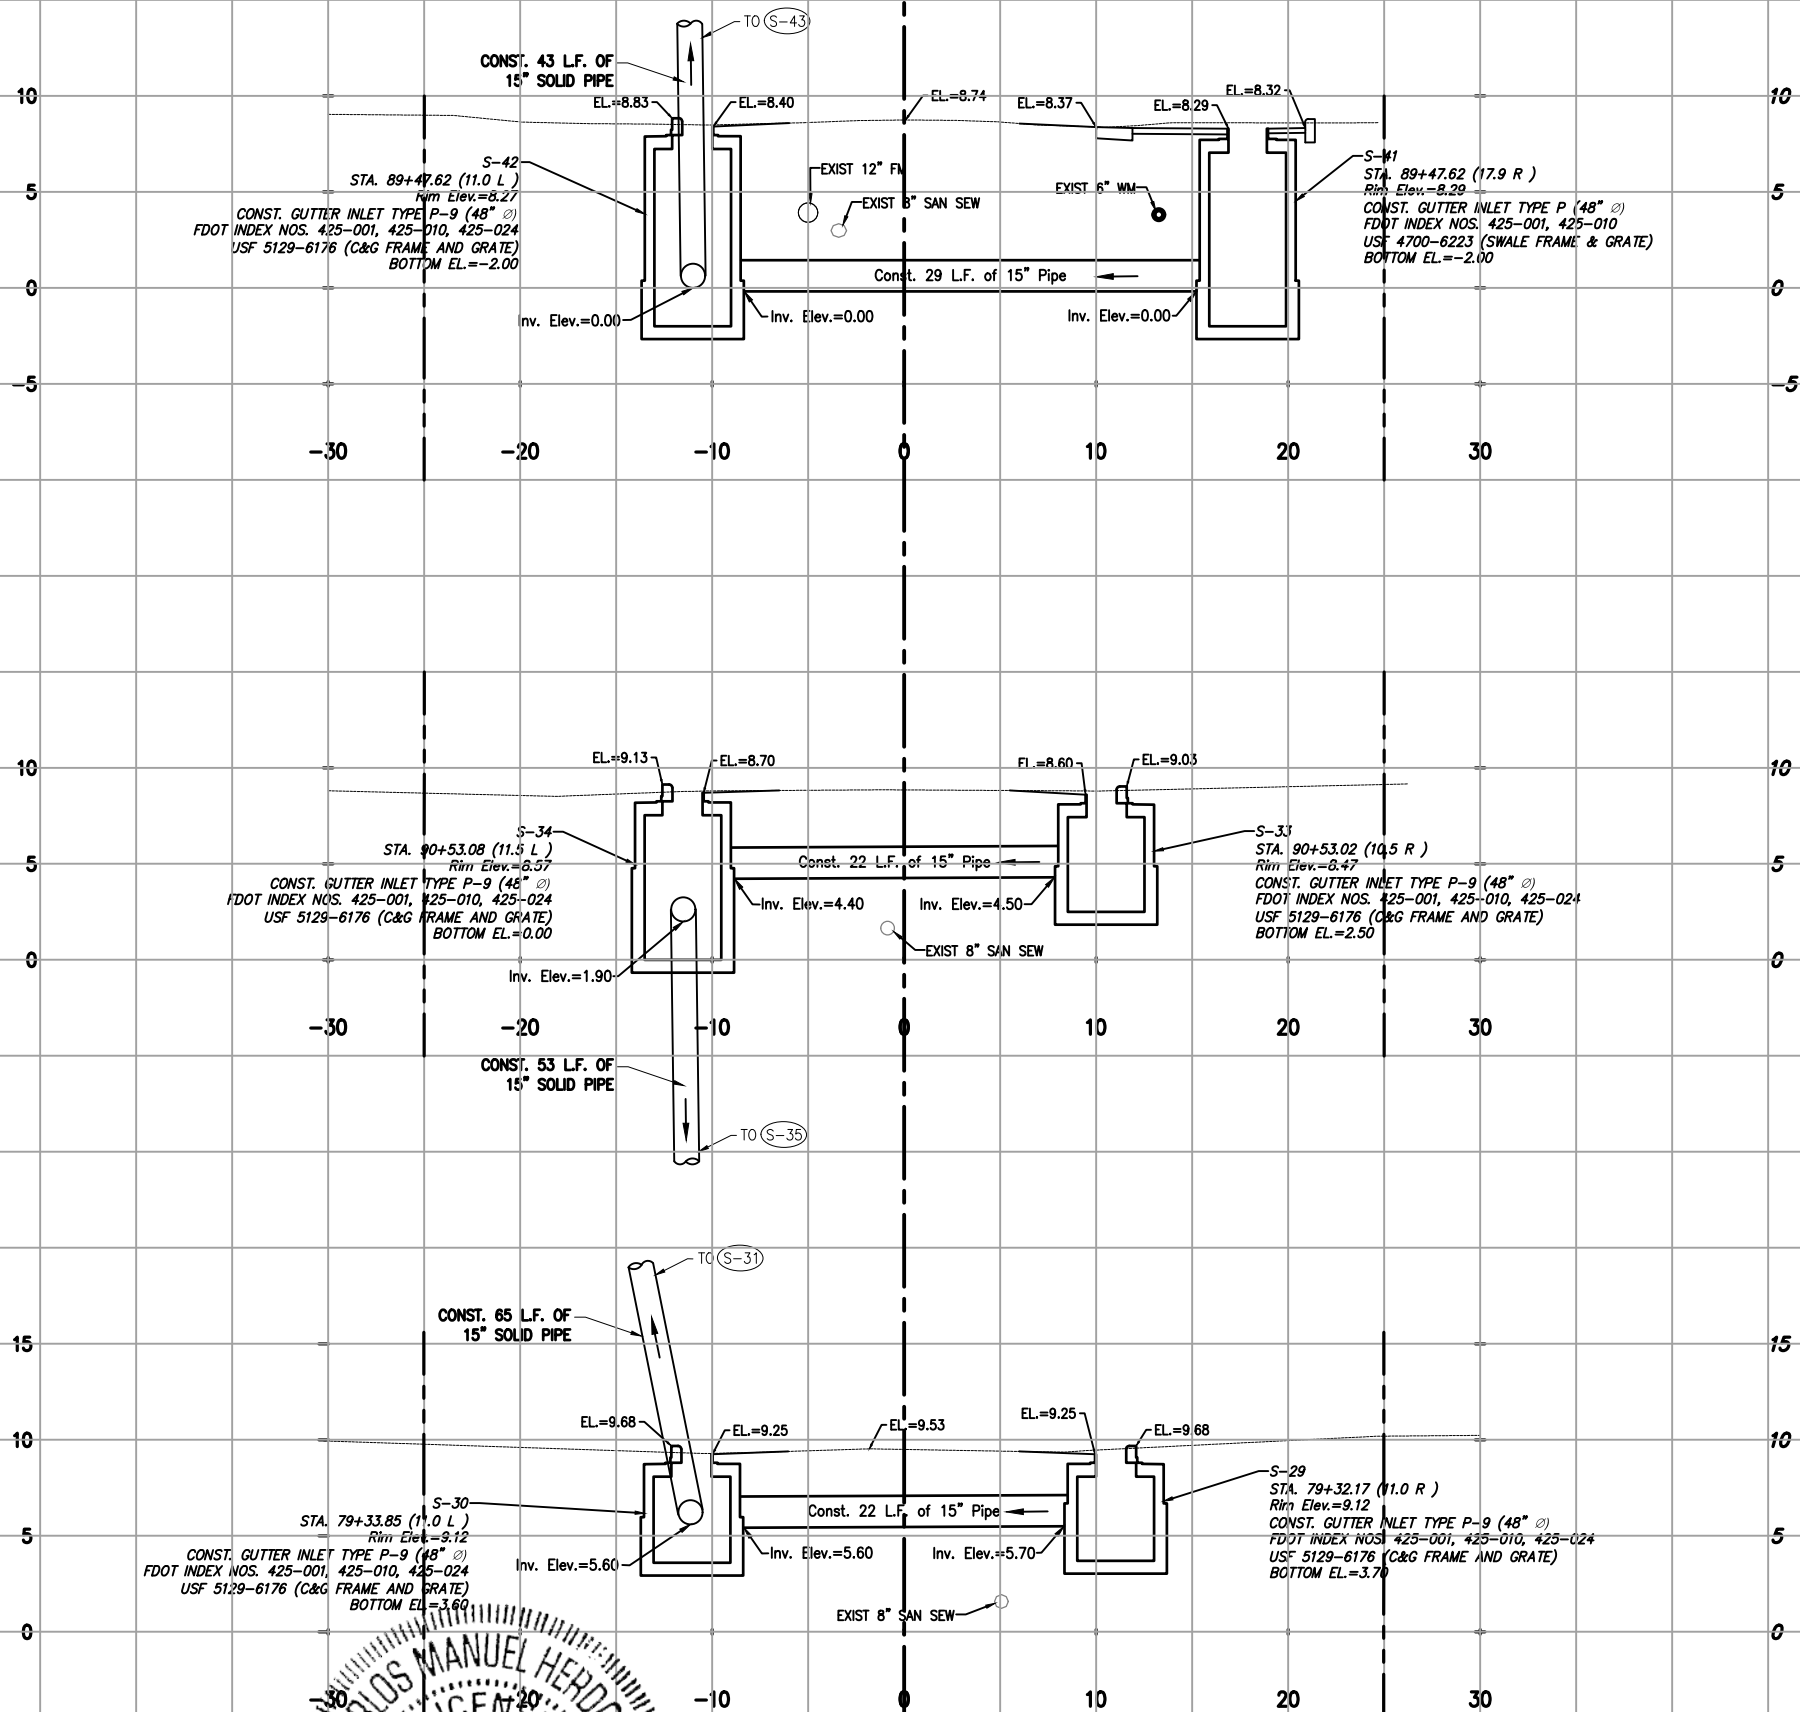 TO S-43
CONST. 43 L.F. OF
15" SOLID PIPE
10
10
EL.=8.83
EL.=8.40
EL.=8.74
EL.=8.37
EL.=8.29
EL.=8.32
S-42
STA. 89+47.62 (11.0 L )
Rim Elev.=8.27
CONST. GUTTER INLET TYPE P-9 (48" ∅)
FDOT INDEX NOS. 425-001, 425-010, 425-024
USF 5129-6176 (C&G FRAME AND GRATE)
BOTTOM EL.=-2.00
EXIST 12" FM
EXIST 8" SAN SEW
EXIST 6" WM
S-41
STA. 89+47.62 (17.9 R )
Rim Elev.=8.29
CONST. GUTTER INLET TYPE P (48" ∅)
FDOT INDEX NOS. 425-001, 425-010
USF 4700-6223 (SWALE FRAME & GRATE)
BOTTOM EL.=-2.00
5
5
Const. 29 L.F. of 15" Pipe
0
0
Inv. Elev.=0.00
Inv. Elev.=0.00
Inv. Elev.=0.00
-5
-5
-30
-20
-10
0
10
20
30
10
10
EL.=9.13
EL.=8.70
EL.=8.60
EL.=9.03
S-34
STA. 90+53.08 (11.5 L )
Rim Elev.=8.57
CONST. GUTTER INLET TYPE P-9 (48" ∅)
FDOT INDEX NOS. 425-001, 425-010, 425-024
USF 5129-6176 (C&G FRAME AND GRATE)
BOTTOM EL.=0.00
S-33
STA. 90+53.02 (10.5 R )
Rim Elev.=8.47
CONST. GUTTER INLET TYPE P-9 (48" ∅)
FDOT INDEX NOS. 425-001, 425-010, 425-024
USF 5129-6176 (C&G FRAME AND GRATE)
BOTTOM EL.=2.50
5
5
Const. 22 L.F. of 15" Pipe
Inv. Elev.=4.40
Inv. Elev.=4.50
EXIST 8" SAN SEW
0
0
Inv. Elev.=1.90
-30
-20
-10
0
10
20
30
CONST. 53 L.F. OF
15" SOLID PIPE
TO S-35
TO S-31
CONST. 65 L.F. OF
15" SOLID PIPE
15
15
10
10
EL.=9.68
EL.=9.25
EL.=9.53
EL.=9.25
EL.=9.68
S-30
STA. 79+33.85 (11.0 L )
Rim Elev.=9.12
CONST. GUTTER INLET TYPE P-9 (48" ∅)
FDOT INDEX NOS. 425-001, 425-010, 425-024
USF 5129-6176 (C&G FRAME AND GRATE)
BOTTOM EL.=3.60
S-29
STA. 79+32.17 (11.0 R )
Rim Elev.=9.12
CONST. GUTTER INLET TYPE P-9 (48" ∅)
FDOT INDEX NOS. 425-001, 425-010, 425-024
USF 5129-6176 (C&G FRAME AND GRATE)
BOTTOM EL.=3.70
Const. 22 L.F. of 15" Pipe
5
5
Inv. Elev.=5.60
Inv. Elev.=5.60
Inv. Elev.=5.70
EXIST 8" SAN SEW
0
0
MANUEL
-30
-20
-10
0
10
20
30